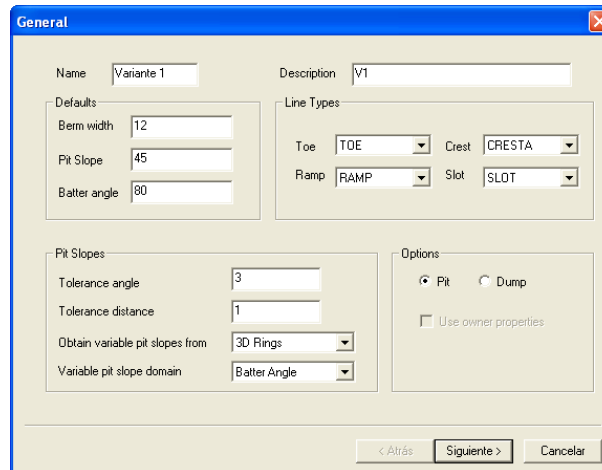 General
Name Variante 1 Description V1
Defaults
Berm width 12
Pit Slope 45
Batter angle 80
Line Types
Toe TOE Crest CRESTA
Ramp RAMP Slot SLOT
Pit Slopes
Tolerance angle 3
Tolerance distance 1
Obtain variable pit slopes from 3D Rings
Variable pit slope domain Batter Angle
Options
Pit Dump
Use owner properties
< Atrás Siguiente > Cancelar